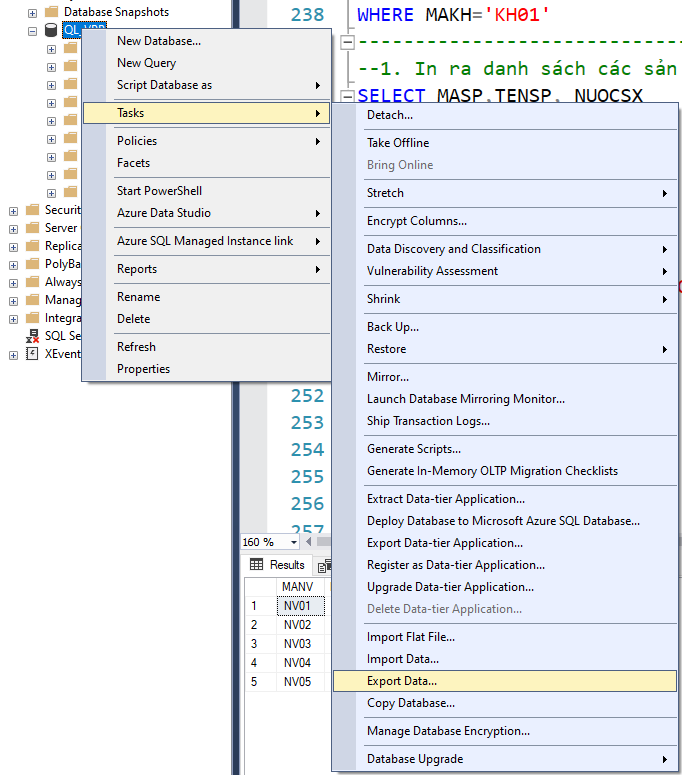 Database Snapshots
New Database...
New Query
Script Database as
Tasks
Policies
Facets
Start PowerShell
Azure Data Studio
Azure SQL Managed Instance link
Reports
Rename
Delete
Refresh
Properties
Securit
Server
Replica
PolyBa
Always
Manag
Integra
SQL Se
XEvent
238 WHERE MAKH='KH01'
--1. In ra danh sách các sản
SELECT MASP,TENSP, NUOCSX
Detach...
Take Offline
Bring Online
Stretch
Encrypt Columns...
Data Discovery and Classification
Vulnerability Assessment
Shrink
Back Up...
Restore
Mirror...
Launch Database Mirroring Monitor...
Ship Transaction Logs...
Generate Scripts...
Generate In-Memory OLTP Migration Checklists
Extract Data-tier Application...
Deploy Database to Microsoft Azure SQL Database...
Export Data-tier Application...
Register as Data-tier Application...
Upgrade Data-tier Application...
Delete Data-tier Application...
Import Flat File...
Import Data...
Export Data...
Copy Database...
Manage Database Encryption...
Database Upgrade
252
253
254
255
256
257
160 %
Results
MANV
1 NV01
2 NV02
3 NV03
4 NV04
5 NV05